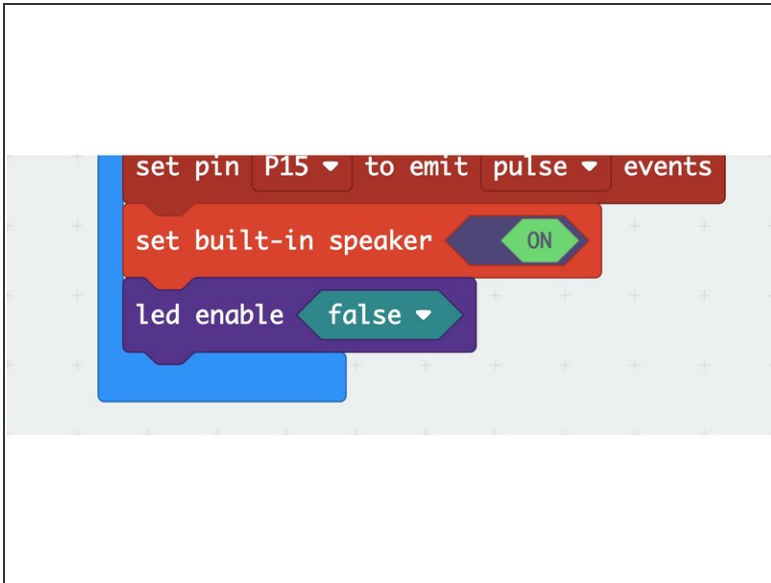 set pin P15 to emit pulse events
set built-in speaker ON
led enable false